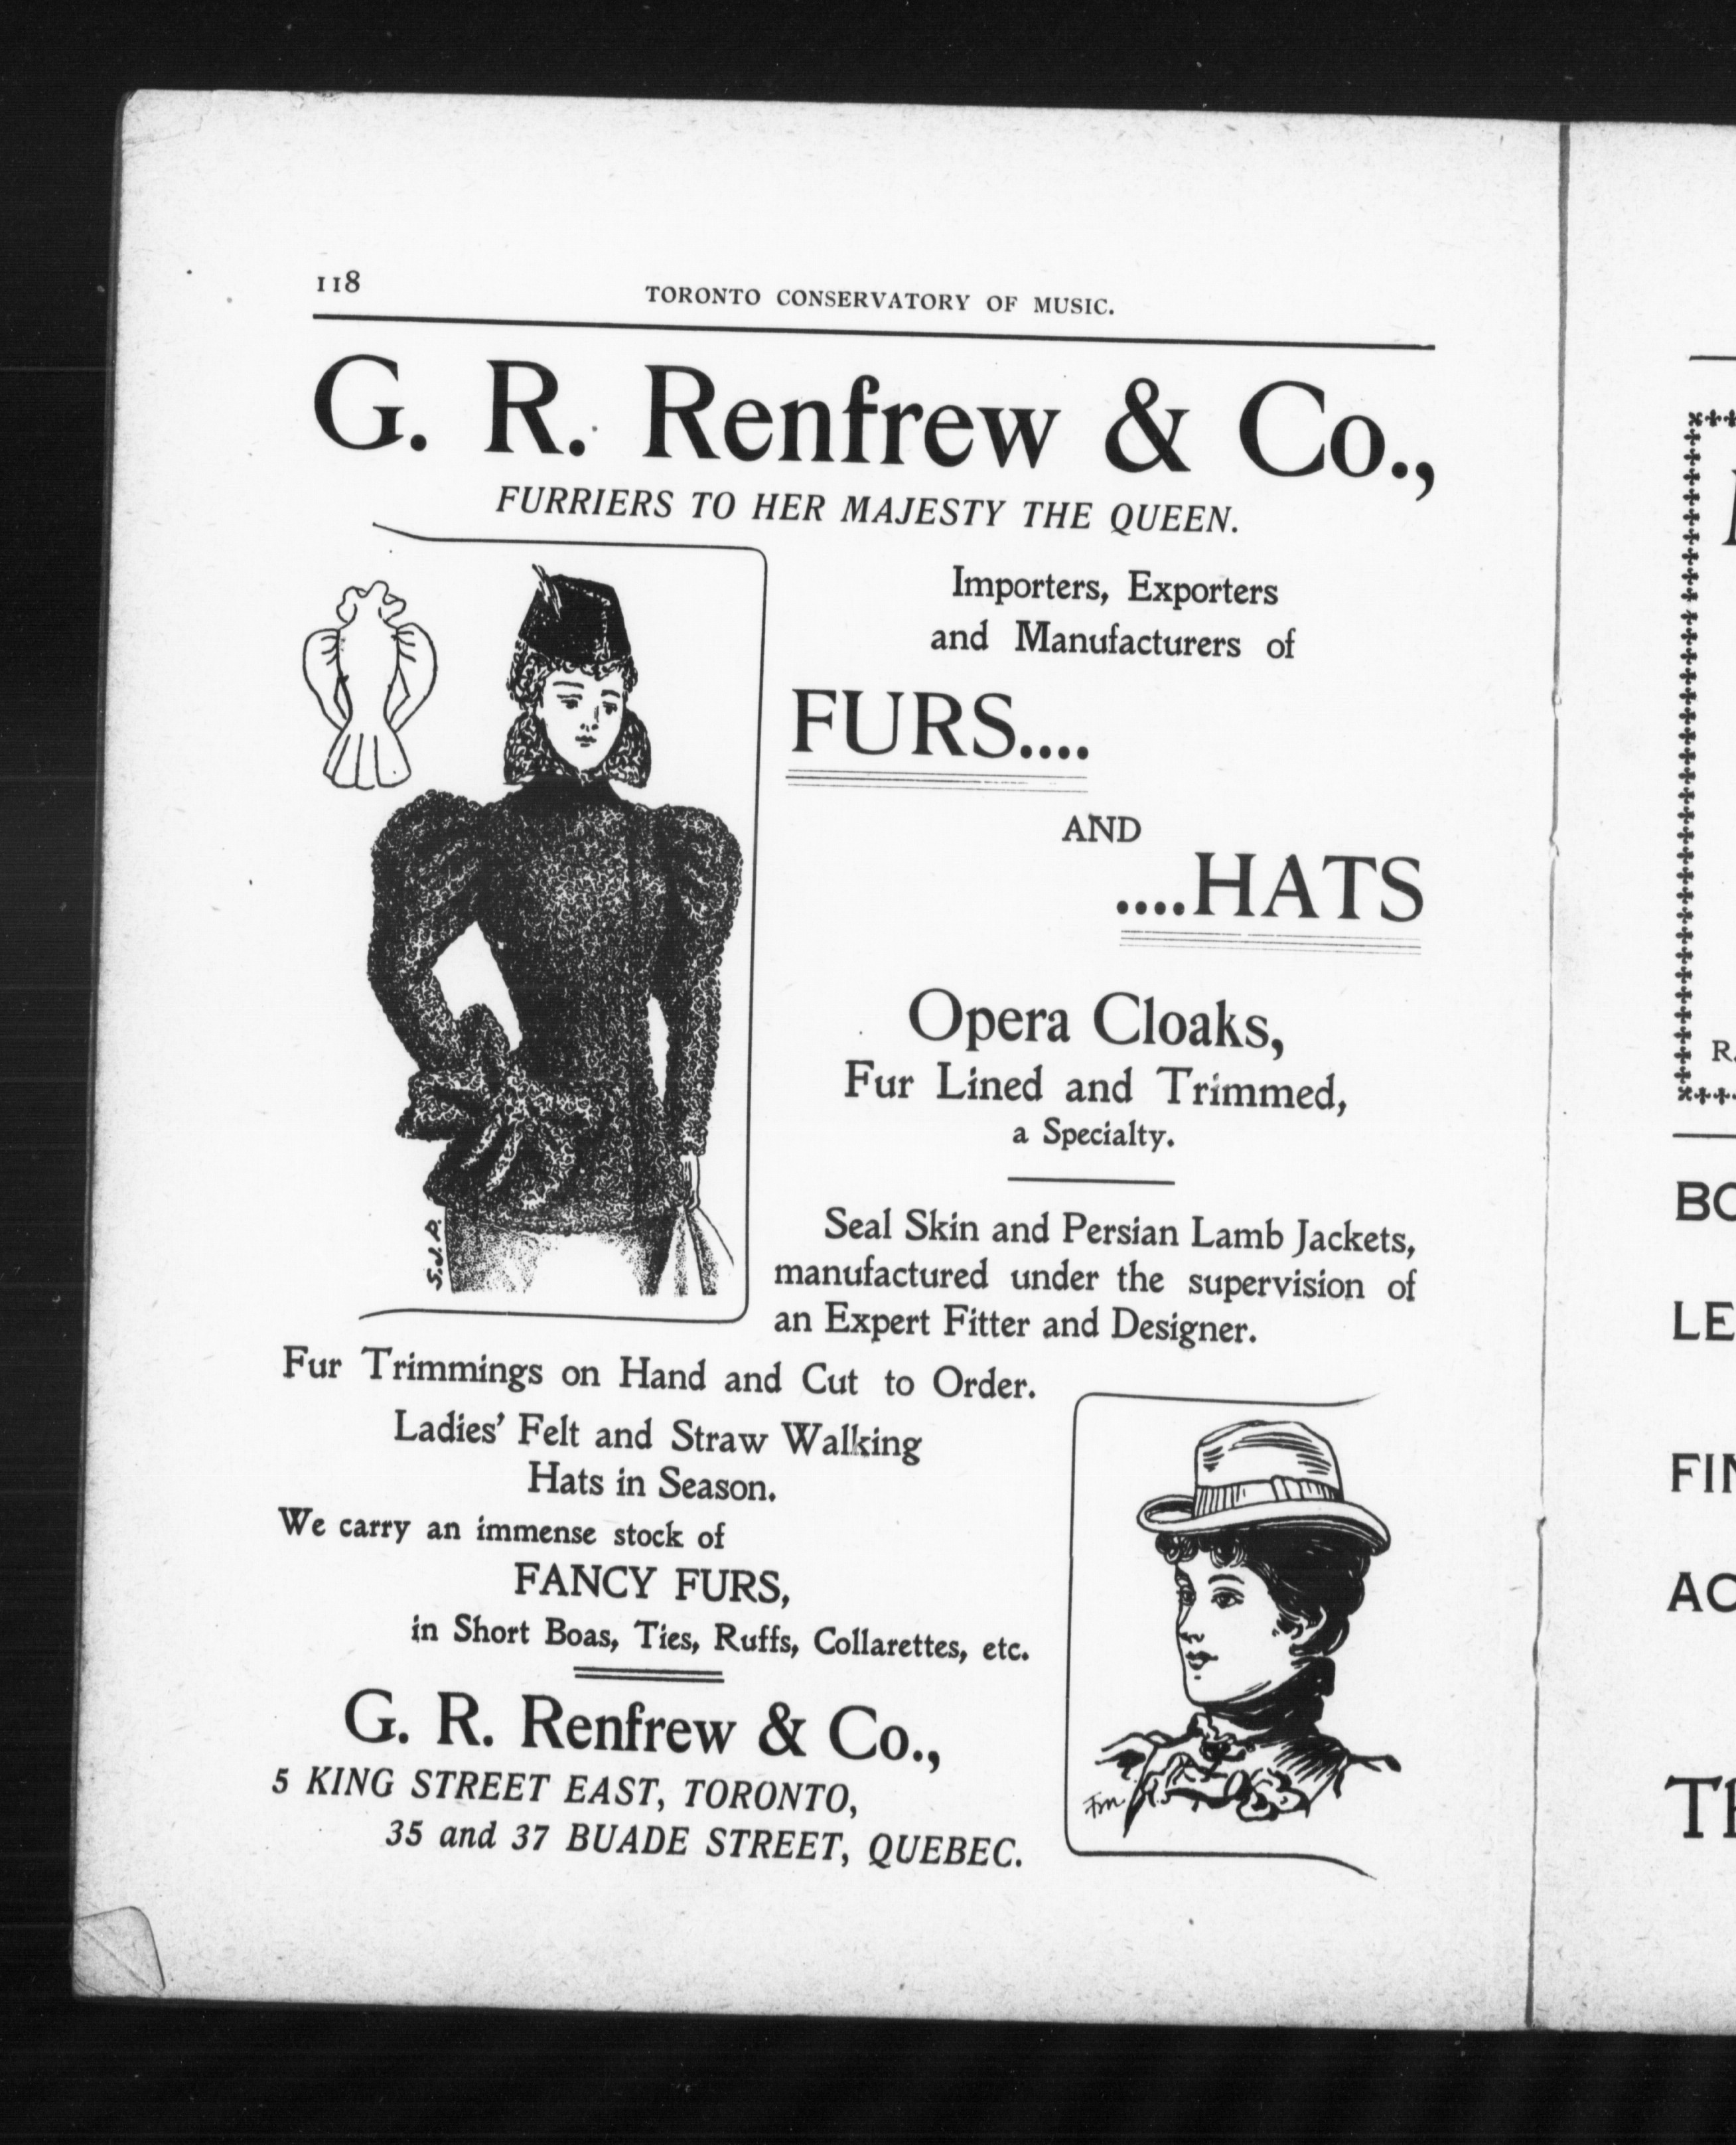 118
TORONTO CONSERVATORY OF MUSIC.
G. R. Renfrew & Co.,
FURRIERS TO HER MAJESTY THE QUEEN.
Importers, Exporters
and Manufacturers of
FURS....
AND
....HATS
Opera Cloaks,
Fur Lined and Trimmed,
a Specialty.
Seal Skin and Persian Lamb Jackets,
manufactured under the supervision of
an Expert Fitter and Designer.
S.J.P.
Fur Trimmings on Hand and Cut to Order.
Ladies' Felt and Straw Walking
Hats in Season.
We carry an immense stock of
FANCY FURS,
in Short Boas, Ties, Ruffs, Collarettes, etc.
G. R. Renfrew & Co.,
5 KING STREET EAST, TORONTO,
35 and 37 BUADE STREET, QUEBEC.
R.
BO
LE
FIN
AC